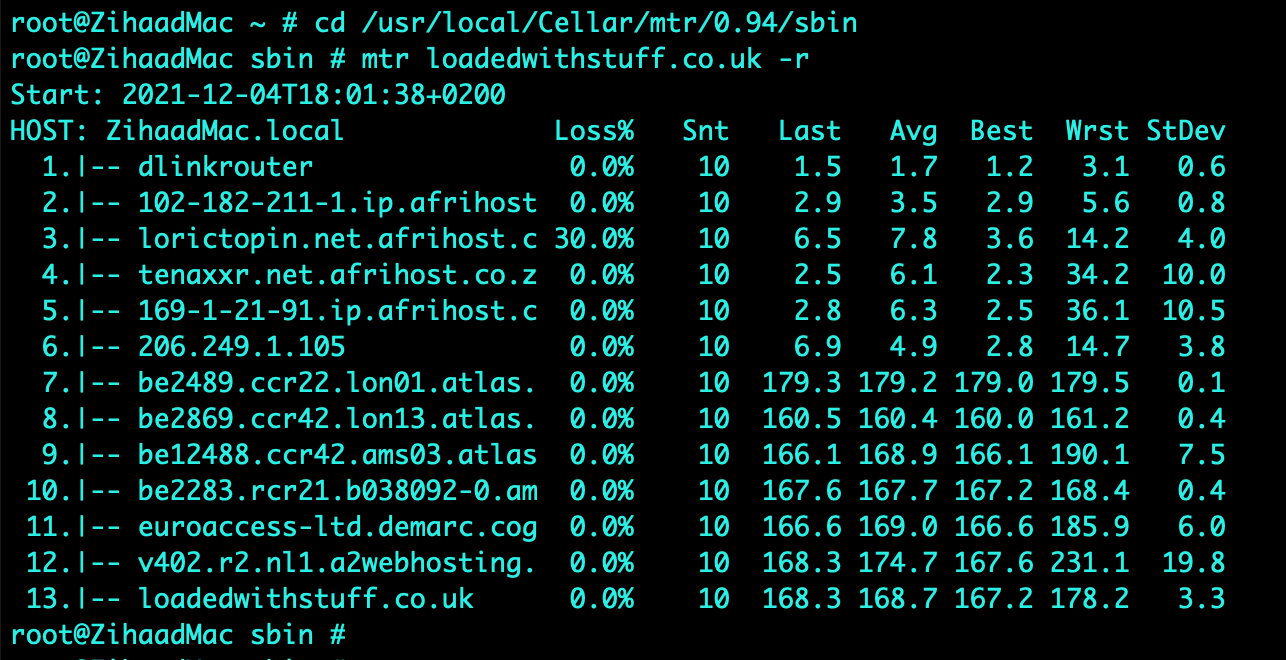 root@ZihaadMac ~ # cd /usr/local/Cellar/mtr/0.94/sbin
root@ZihaadMac sbin # mtr loadedwithstuff.co.uk -r
Start: 2021-12-04T18:01:38+0200
HOST: ZihaadMac.local             Loss%   Snt   Last   Avg  Best  Wrst StDev
  1.|-- dlinkrouter                0.0%    10    1.5   1.7   1.2   3.1   0.6
  2.|-- 102-182-211-1.ip.afrihost  0.0%    10    2.9   3.5   2.9   5.6   0.8
  3.|-- lorictopin.net.afrihost.c 30.0%    10    6.5   7.8   3.6  14.2   4.0
  4.|-- tenaxxr.net.afrihost.co.z  0.0%    10    2.5   6.1   2.3  34.2  10.0
  5.|-- 169-1-21-91.ip.afrihost.c  0.0%    10    2.8   6.3   2.5  36.1  10.5
  6.|-- 206.249.1.105              0.0%    10    6.9   4.9   2.8  14.7   3.8
  7.|-- be2489.ccr22.lon01.atlas.  0.0%    10  179.3 179.2 179.0 179.5   0.1
  8.|-- be2869.ccr42.lon13.atlas.  0.0%    10  160.5 160.4 160.0 161.2   0.4
  9.|-- be12488.ccr42.ams03.atlas  0.0%    10  166.1 168.9 166.1 190.1   7.5
 10.|-- be2283.rcr21.b038092-0.am  0.0%    10  167.6 167.7 167.2 168.4   0.4
 11.|-- euroaccess-ltd.demarc.cog  0.0%    10  166.6 169.0 166.6 185.9   6.0
 12.|-- v402.r2.nl1.a2webhosting.  0.0%    10  168.3 174.7 167.6 231.1  19.8
 13.|-- loadedwithstuff.co.uk      0.0%    10  168.3 168.7 167.2 178.2   3.3
root@ZihaadMac sbin #